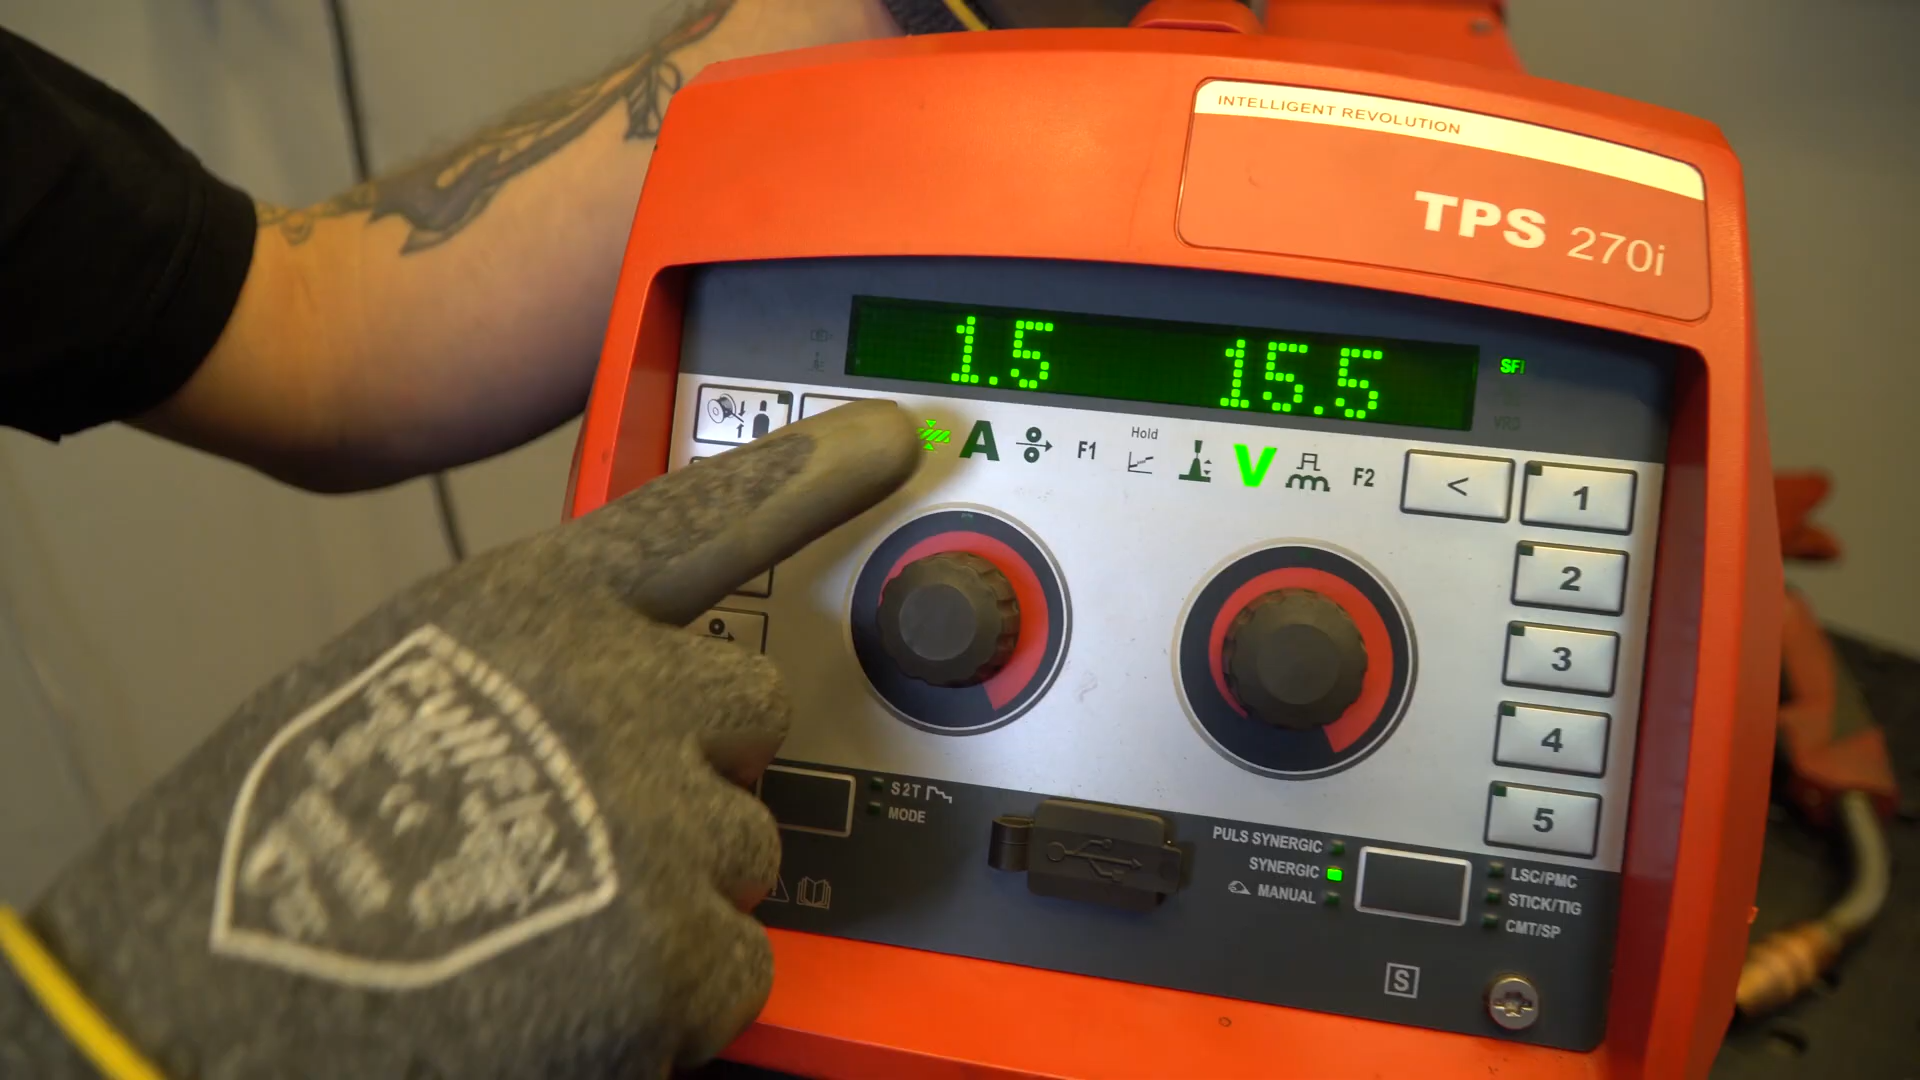 INTELLIGENT REVOLUTION
TPS 270i
1.5 15.5
SFI
VRD
A
F1
Hold
V
F2
<
1
2
3
4
5
S2T
MODE
PULS SYNERGIC
SYNERGIC
MANUAL
LSC/PMC
STICK/TIG
CMT/SP
S